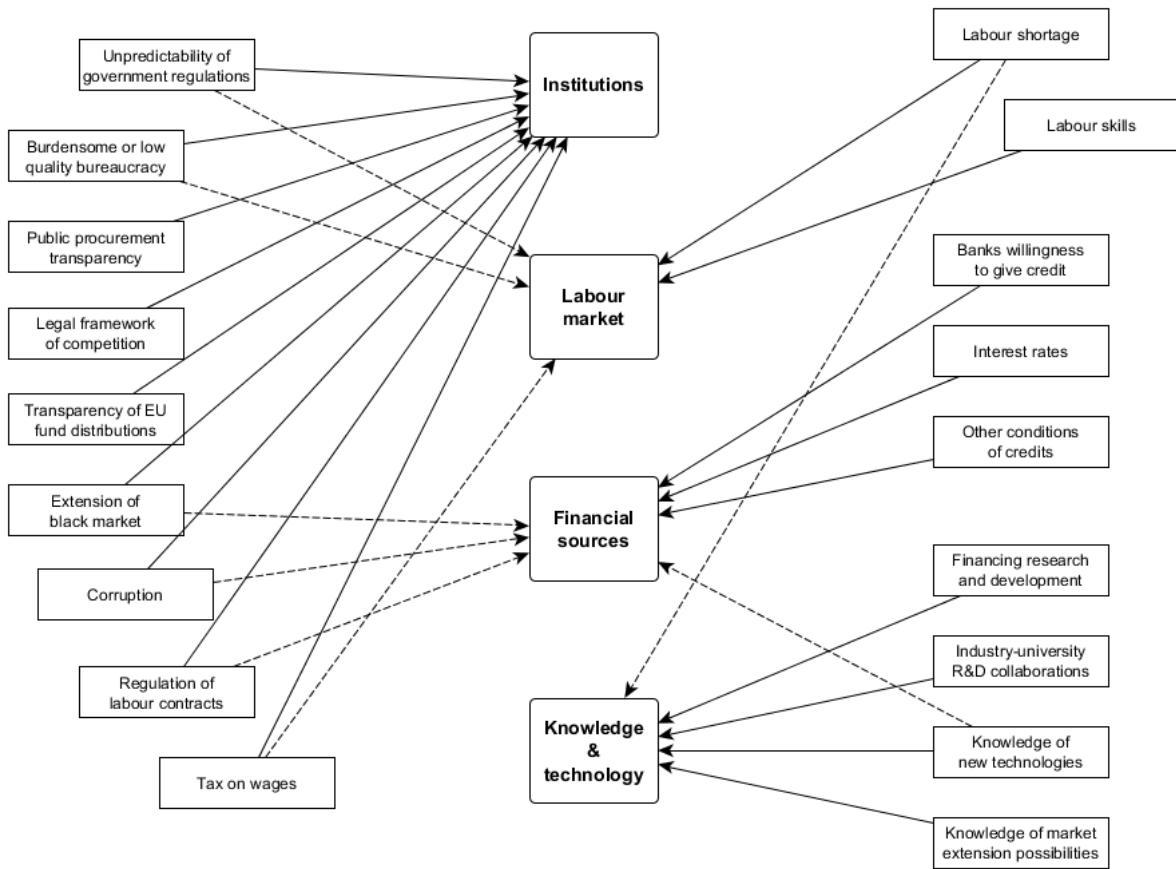 Unpredictability of
government regulations
Burdensome or low
quality bureaucracy
Public procurement
transparency
Legal framework
of competition
Transparency of EU
fund distributions
Extension of
black market
Corruption
Regulation of
labour contracts
Tax on wages
Institutions
Labour
market
Financial
sources
Knowledge
&
technology
Labour shortage
Labour skills
Banks willingness
to give credit
Interest rates
Other conditions
of credits
Financing research
and development
Industry-university
R&D collaborations
Knowledge of
new technologies
Knowledge of market
extension possibilities